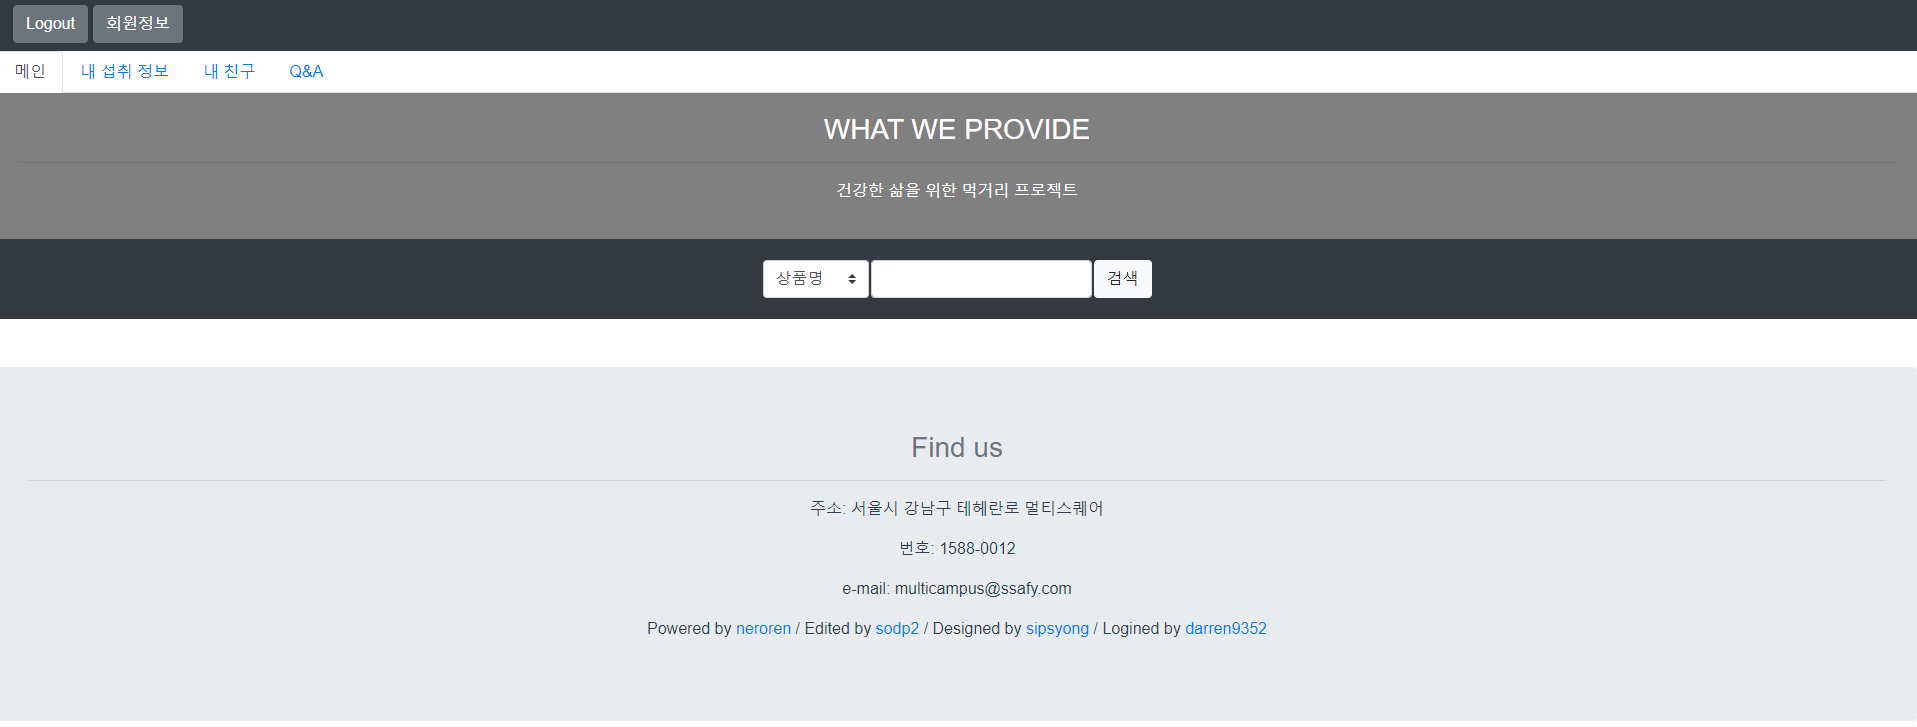 Logout 회원정보
메인 내 섭취 정보 내 친구 Q&A
WHAT WE PROVIDE
건강한 삶을 위한 먹거리 프로젝트
상품명 검색
Find us
주소: 서울시 강남구 테헤란로 멀티스퀘어
번호: 1588-0012
e-mail: multicampus@ssafy.com
Powered by neroren / Edited by sodp2 / Designed by sipsyong / Logined by darren9352